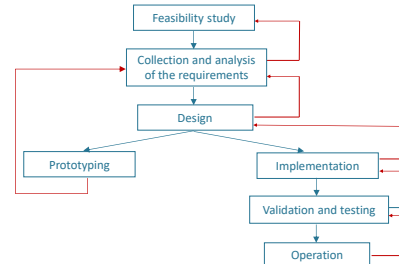 Feasibility study
Collection and analysis
of the requirements
Design
Prototyping
Implementation
Validation and testing
Operation